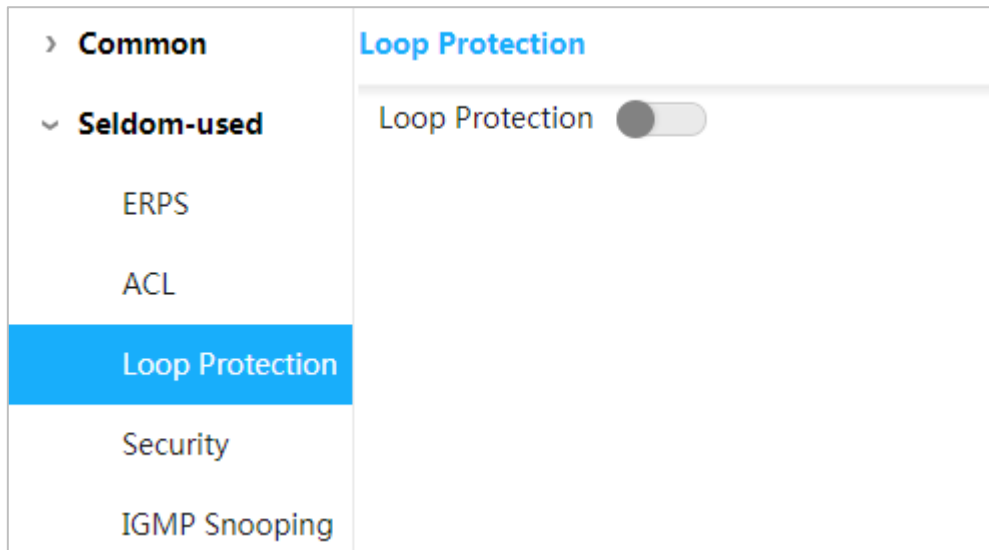 Common
Seldom-used
ERPS
ACL
Loop Protection
Security
IGMP Snooping
Loop Protection
Loop Protection